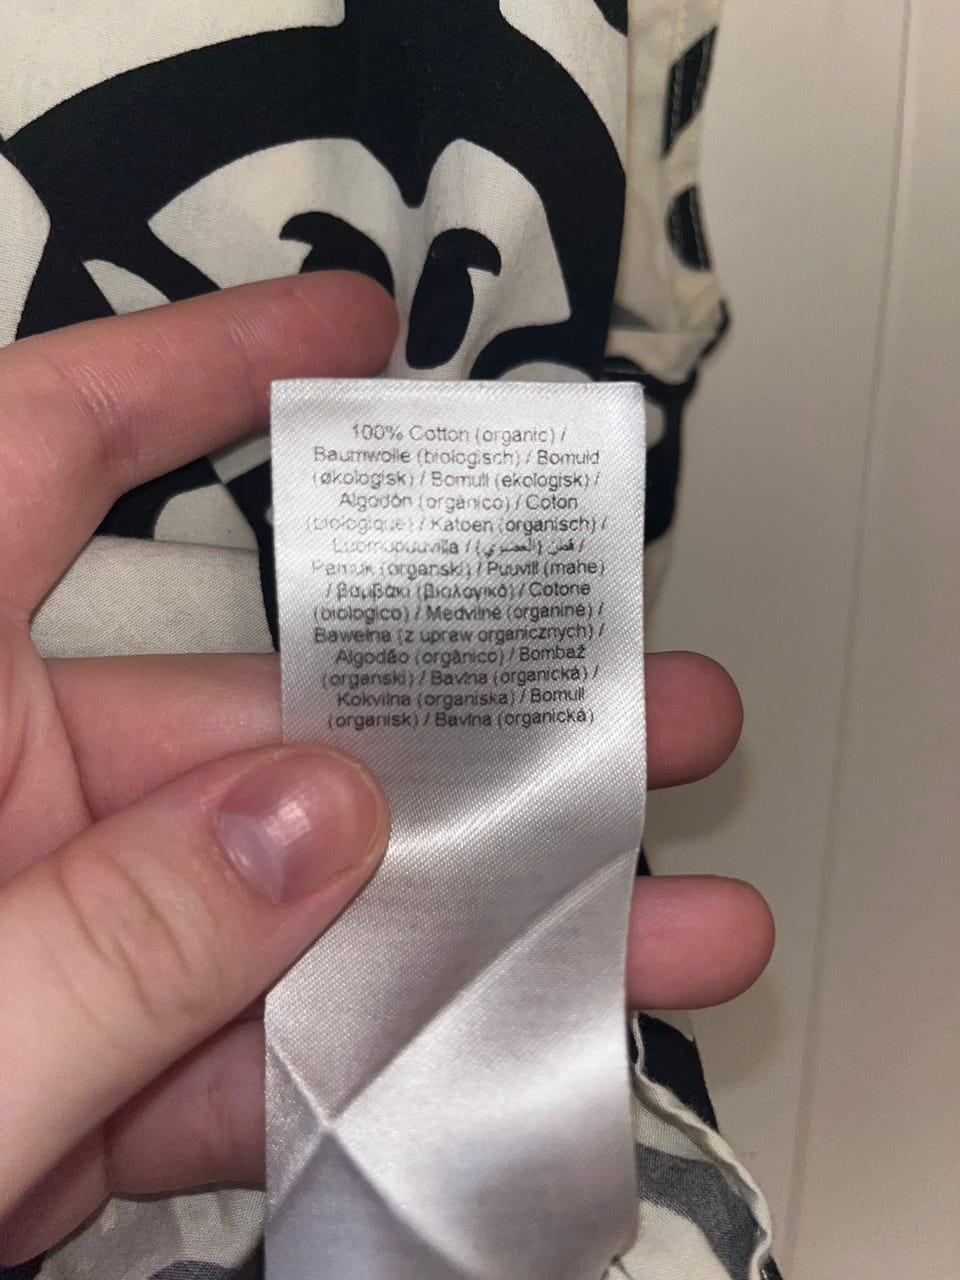 100% Cotton (organic) /
Baumwolle (biologisch) / Bomuld
(økologisk) / Bomull (ekologisk) /
Algodón (orgánico) / Coton
(biologique) / Katoen (organisch) /
Luomupuuvilla / قطن (العضوي) /
Pamuk (organski) / Puuvill (mahe)
/ βαμβάκι (βιολογικό) / Cotone
(biologico) / Medvilnė (organinė) /
Bawełna (z upraw organicznych) /
Algodão (orgânico) / Bombaž
(organski) / Bavlna (organická) /
Kokvilna (organiska) / Bomull
(organisk) / Bavlna (organická)